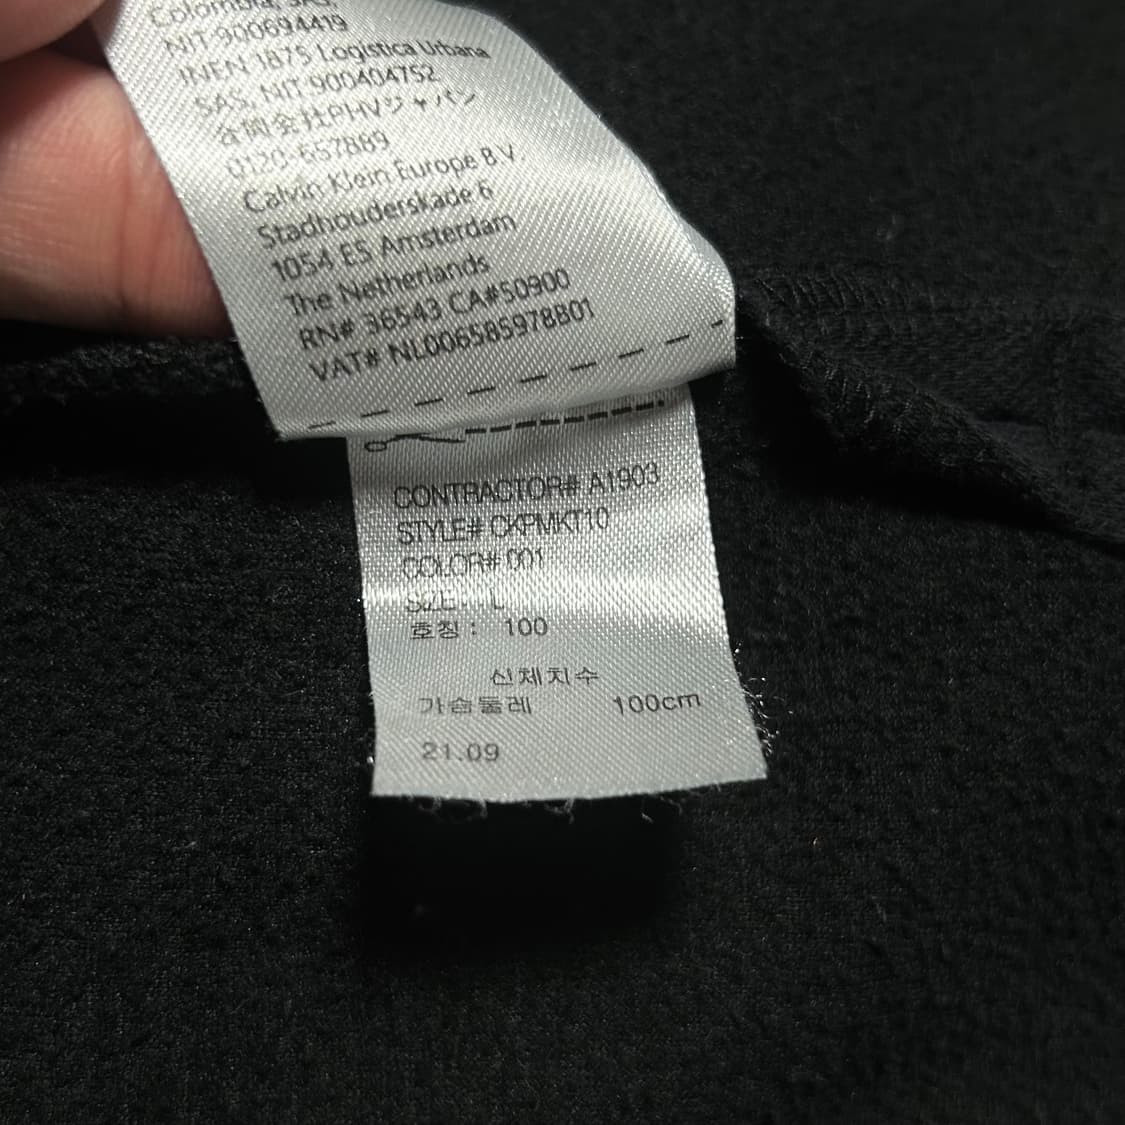 Colombia, SAS,
NIT 900694419
INEN 1875 Logistica Urbana
SAS, NIT.900404752
合同会社PHVジャパン
0120-657889
Calvin Klein Europe B.V.
Stadhouderskade 6
1054 ES Amsterdam
The Netherlands
RN# 36543 CA#50900
VAT# NL006585978B01
CONTRACTOR# A1903
STYLE# CKPMKT10
COLOR# 001
SIZE: L
호칭 : 100
신체치수
가슴둘레 100cm
21.09